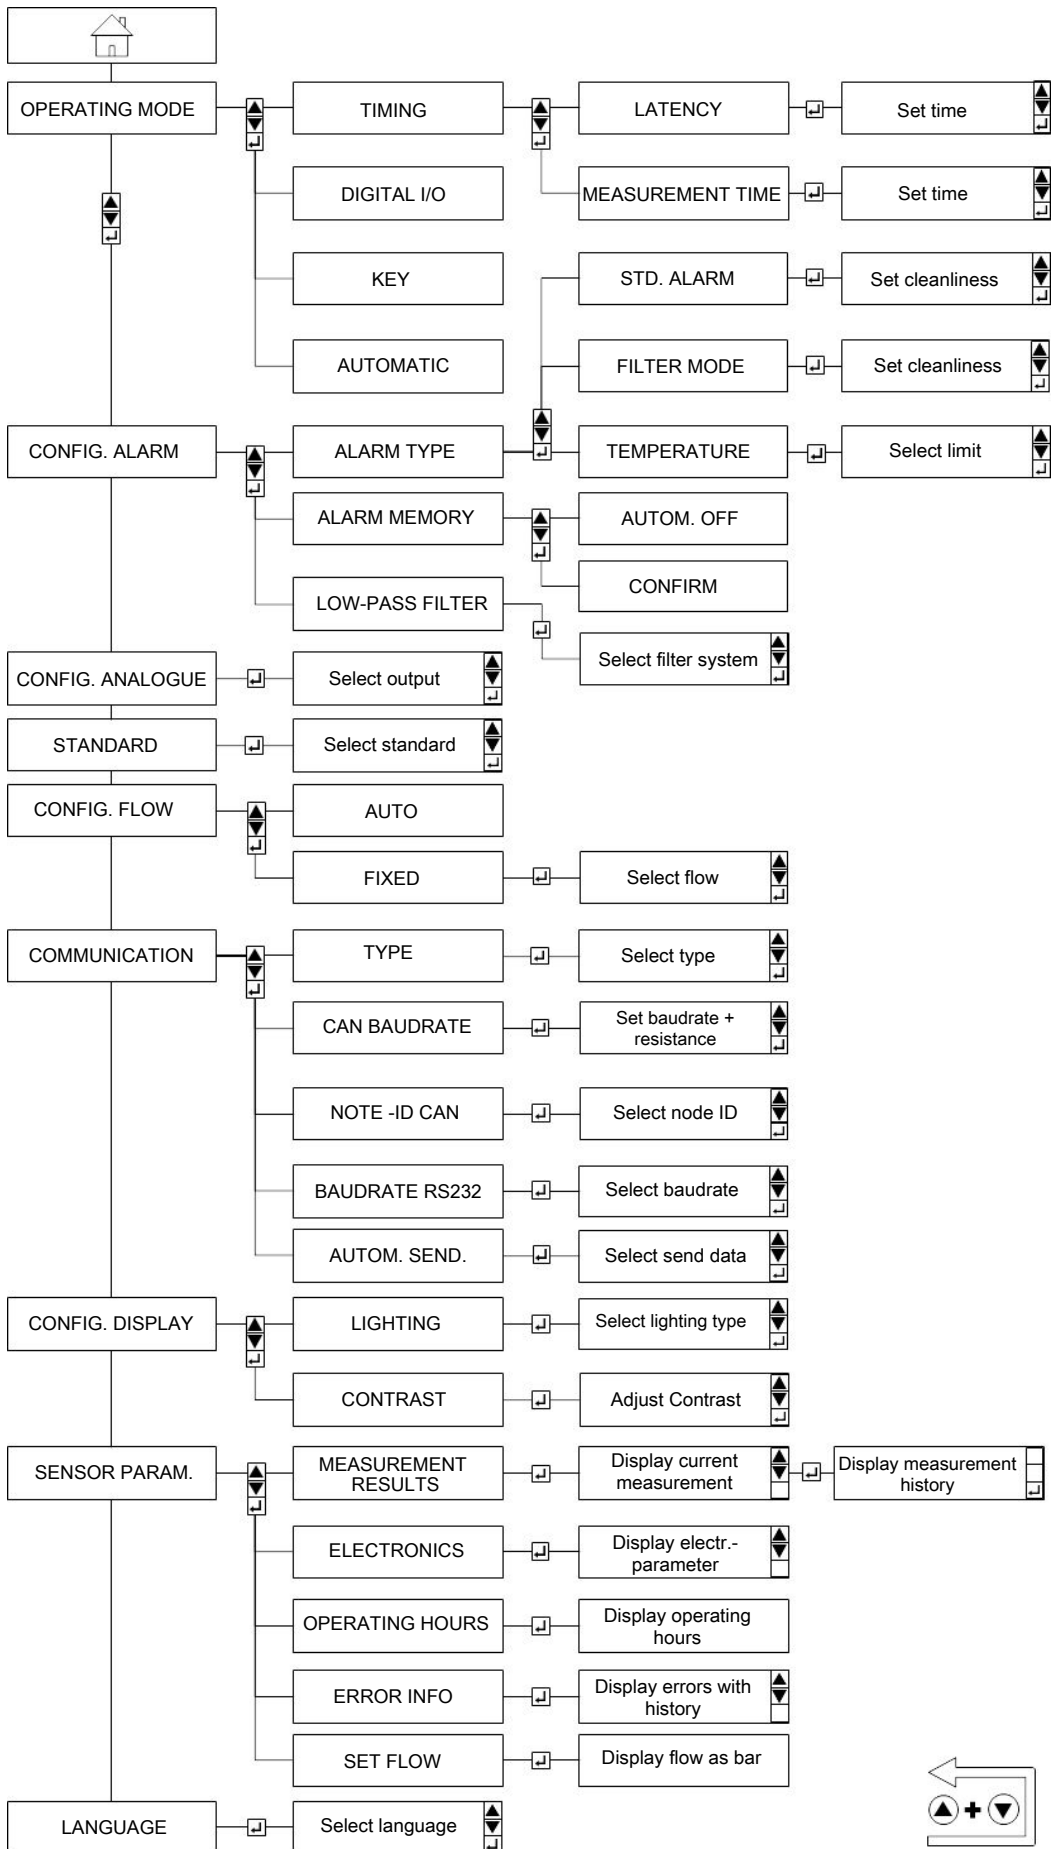 OPERATING MODE
TIMING
LATENCY
Set time
DIGITAL I/O
MEASUREMENT TIME
Set time
KEY
STD. ALARM
Set cleanliness
AUTOMATIC
FILTER MODE
Set cleanliness
CONFIG. ALARM
ALARM TYPE
TEMPERATURE
Select limit
ALARM MEMORY
AUTOM. OFF
CONFIRM
LOW-PASS FILTER
Select filter system
CONFIG. ANALOGUE
Select output
STANDARD
Select standard
CONFIG. FLOW
AUTO
FIXED
Select flow
COMMUNICATION
TYPE
Select type
CAN BAUDRATE
Set baudrate +
resistance
NOTE -ID CAN
Select node ID
BAUDRATE RS232
Select baudrate
AUTOM. SEND.
Select send data
CONFIG. DISPLAY
LIGHTING
Select lighting type
CONTRAST
Adjust Contrast
SENSOR PARAM.
MEASUREMENT
RESULTS
Display current
measurement
Display measurement
history
ELECTRONICS
Display electr.-
parameter
OPERATING HOURS
Display operating
hours
ERROR INFO
Display errors with
history
SET FLOW
Display flow as bar
LANGUAGE
Select language